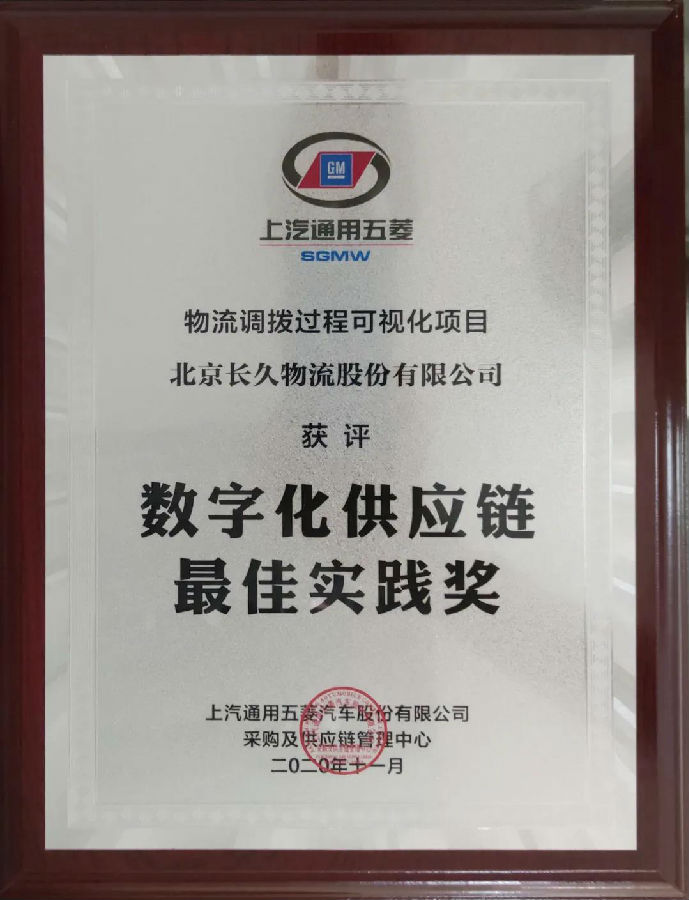 GM
上汽通用五菱
SGMW
物流调拨过程可视化项目
北京长久物流股份有限公司
获评
数字化供应链
最佳实践奖
上汽通用五菱汽车股份有限公司
采购及供应链管理中心
二〇二〇年十一月